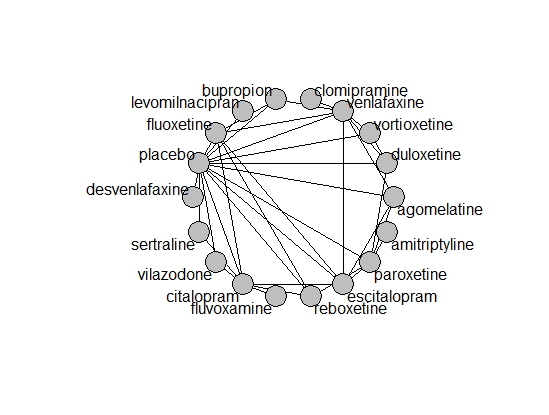 bupropion
clomipramine
levomilnacipran
venlafaxine
fluoxetine
vortioxetine
placebo
duloxetine
desvenlafaxine
agomelatine
sertraline
amitriptyline
vilazodone
paroxetine
citalopram
escitalopram
fluvoxamine
reboxetine